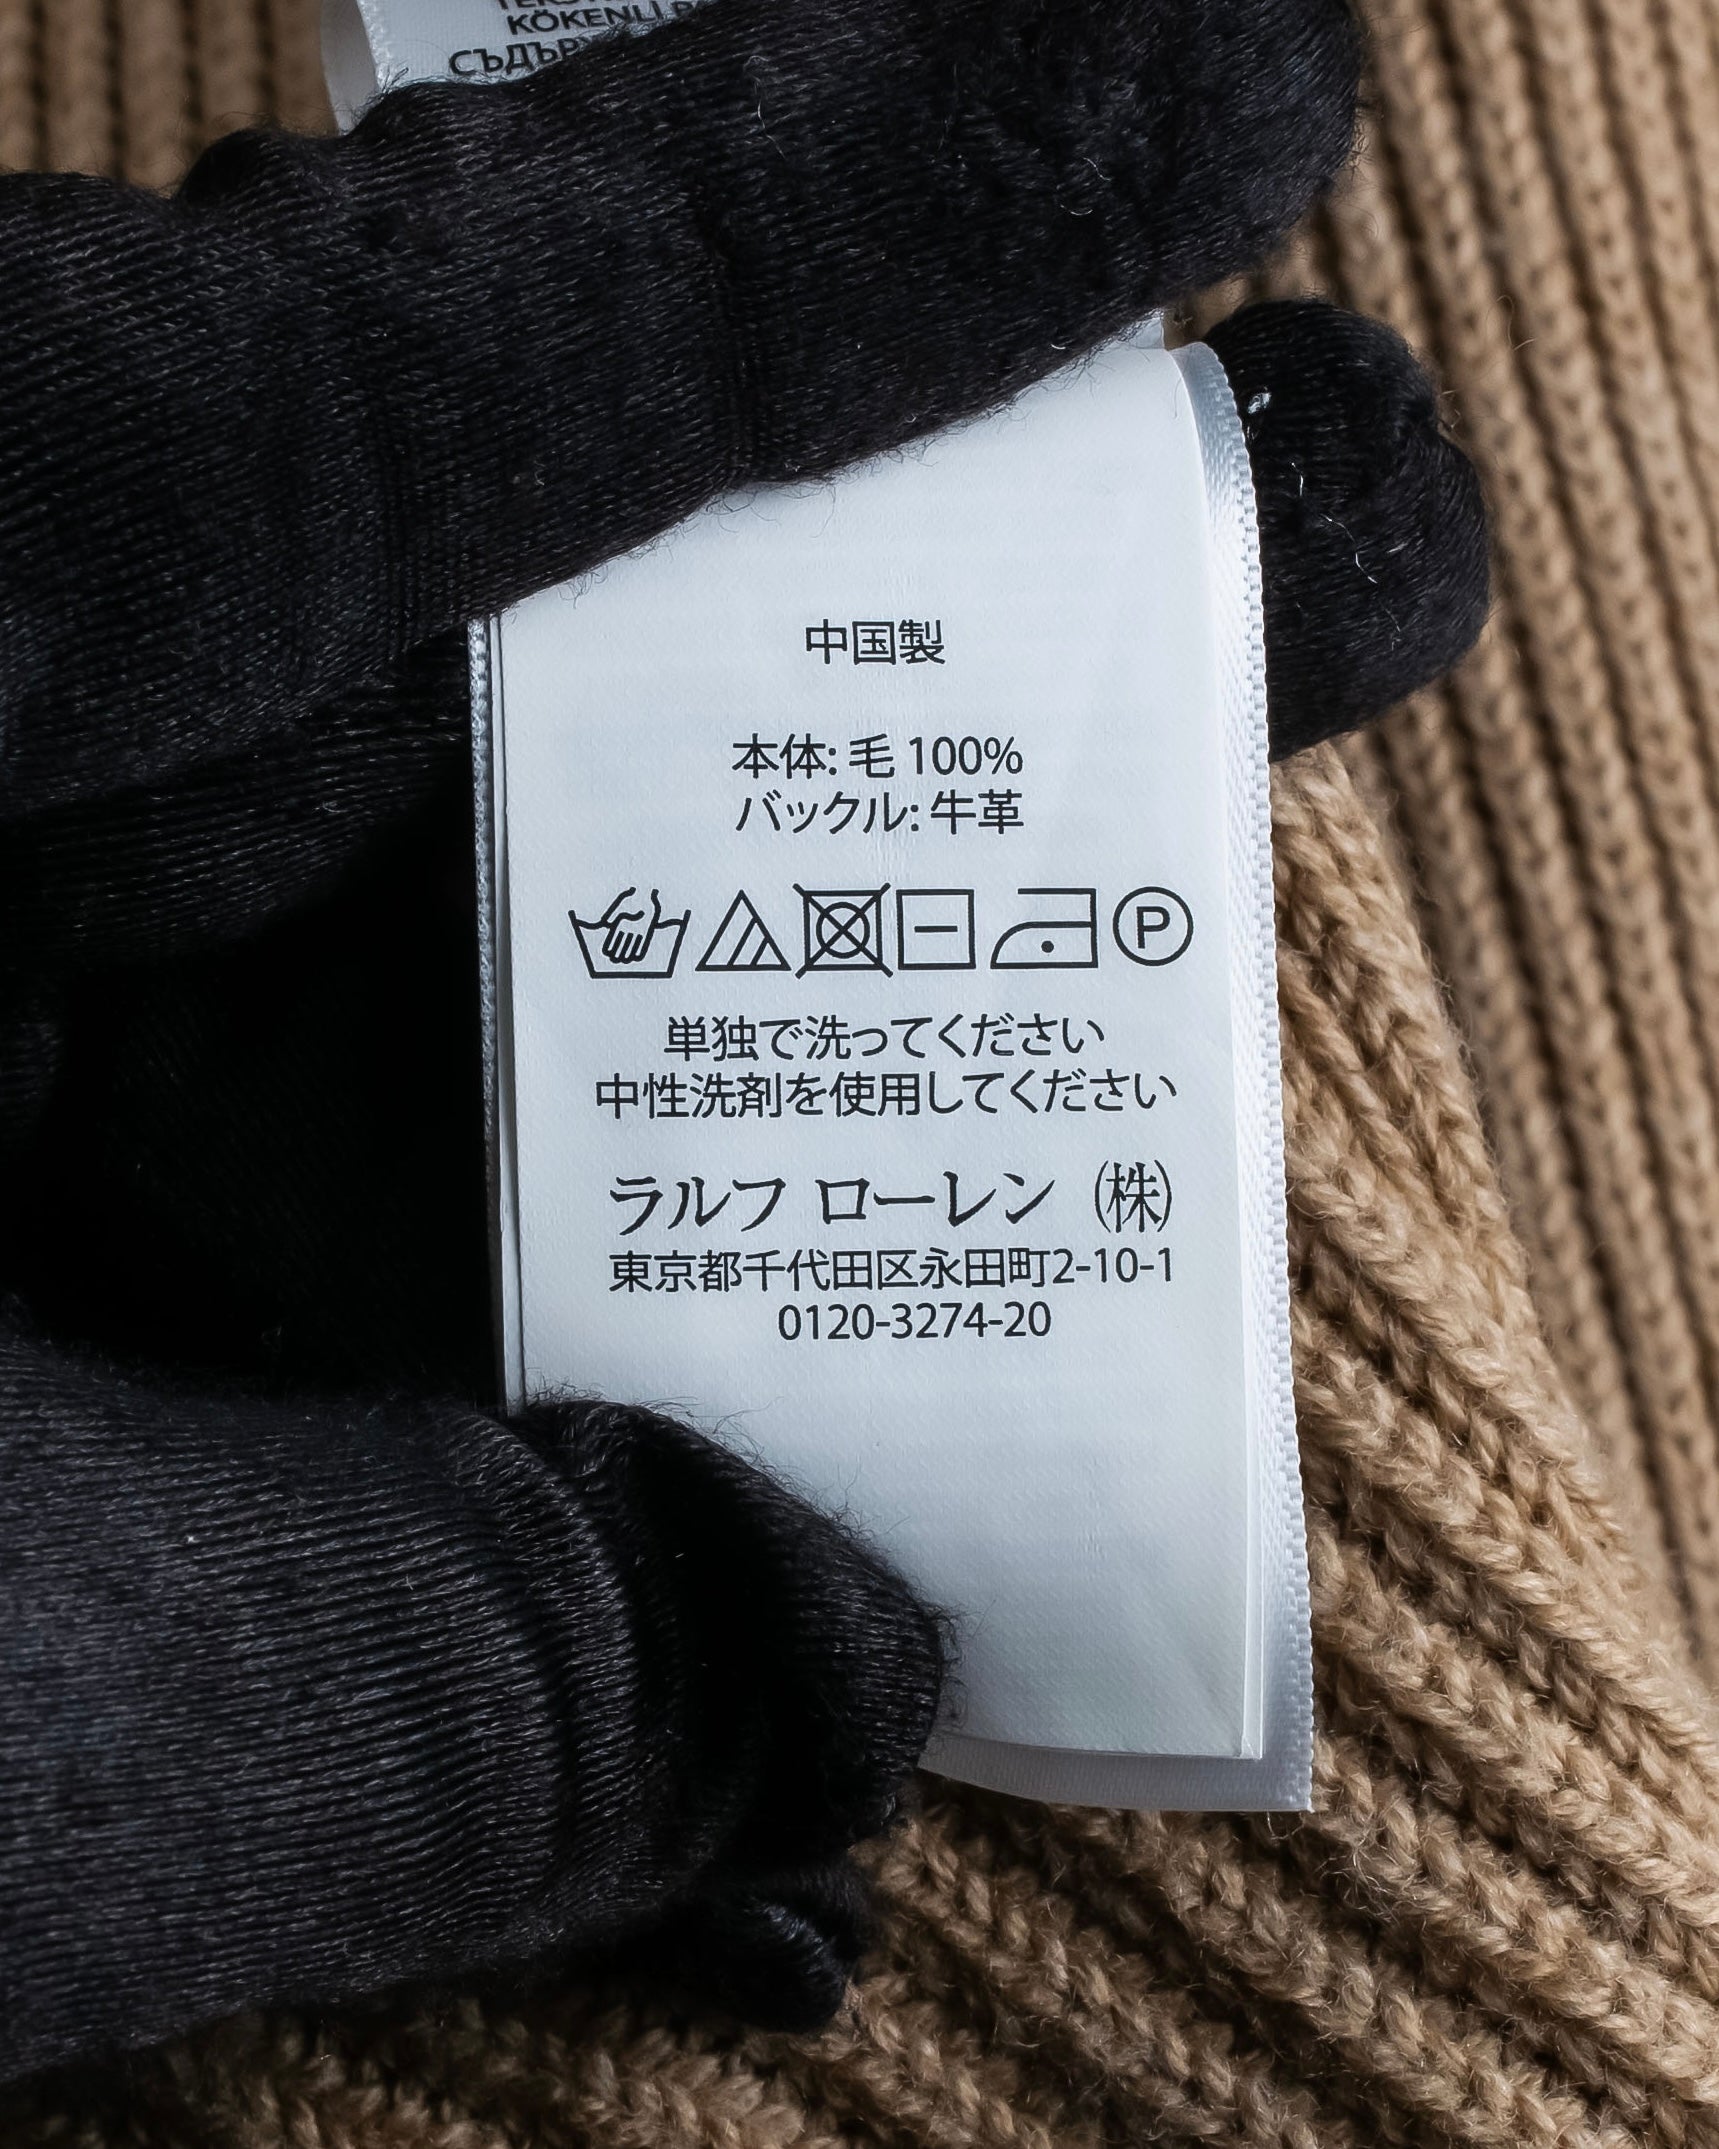 KÖKENLİ
СЪДЪР
中国製
本体: 毛 100%
バックル: 牛革
P
単独で洗ってください
中性洗剤を使用してください
ラルフ ローレン (株)
東京都千代田区永田町2-10-1
0120-3274-20